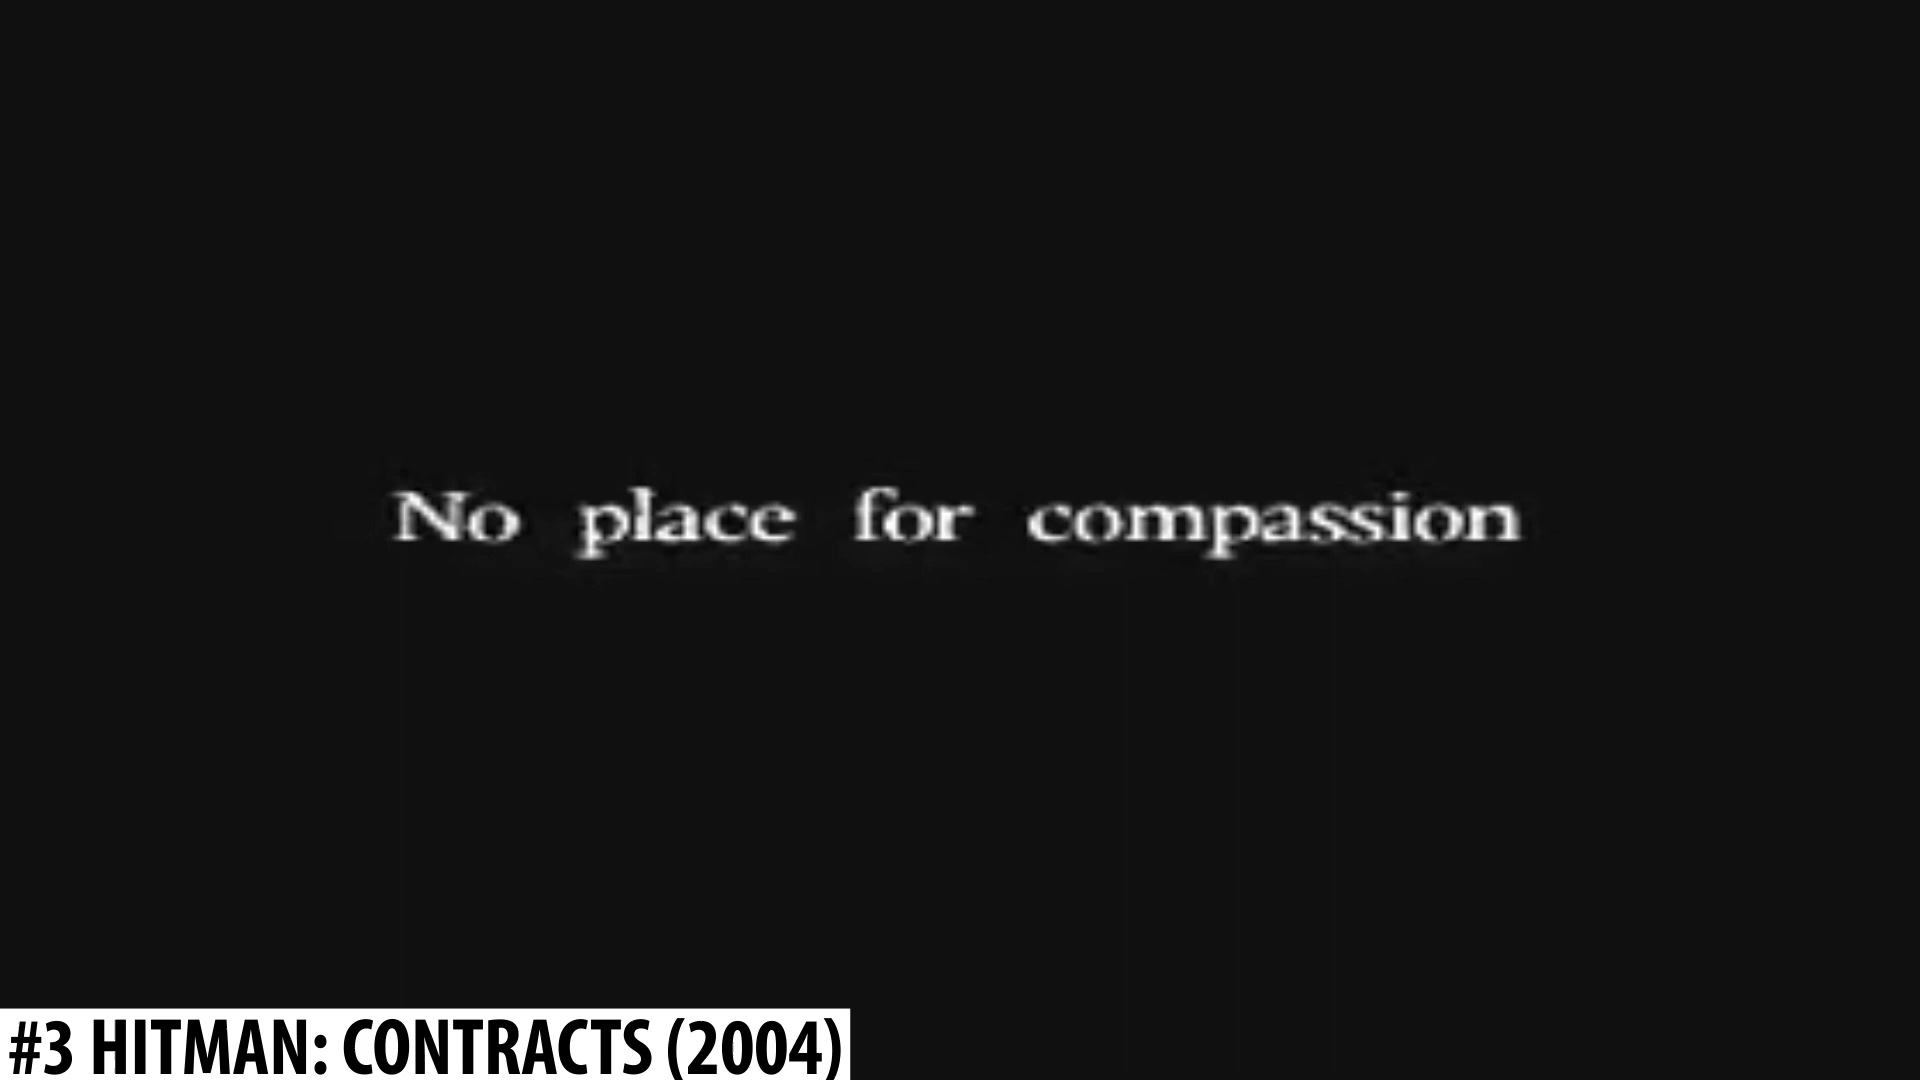 No place for compassion
#3 HITMAN: CONTRACTS (2004)